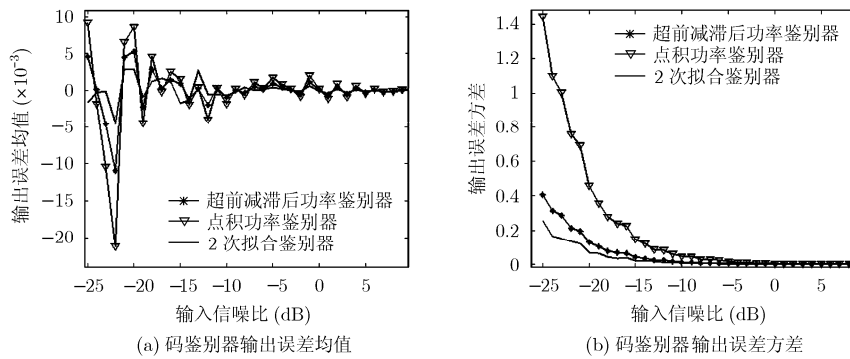 10
5
0
−5
−10
−15
−20
−25 −20 −15 −10 −5 0 5
输出误差均值 (×10⁻³)
超前减滞后功率鉴别器
点积功率鉴别器
2 次拟合鉴别器
输入信噪比 (dB)
(a) 码鉴别器输出误差均值
1.4
1.2
1
0.8
0.6
0.4
0.2
0
−25 −20 −15 −10 −5 0 5
输出误差方差
超前减滞后功率鉴别器
点积功率鉴别器
2 次拟合鉴别器
输入信噪比 (dB)
(b) 码鉴别器输出误差方差